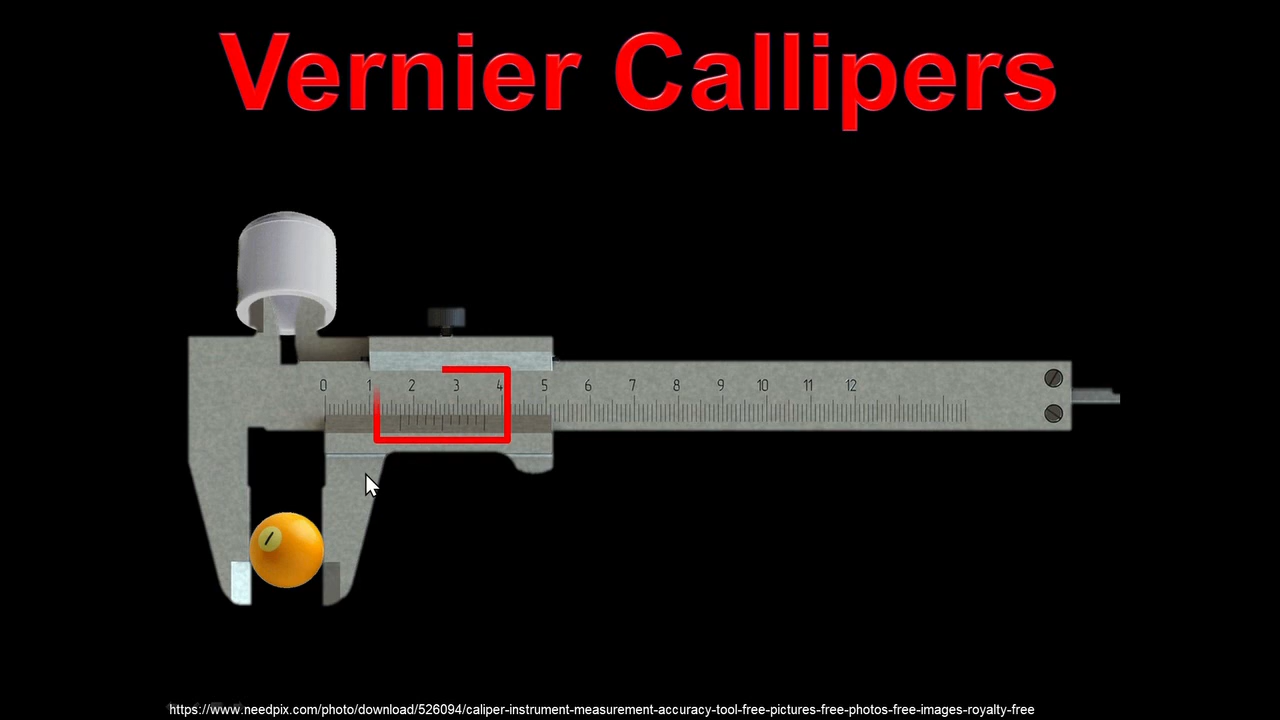 Vernier Callipers
0 1 2 3 4 5 6 7 8 9 10 11 12
1
https://www.needpix.com/photo/download/526094/caliper-instrument-measurement-accuracy-tool-free-pictures-free-photos-free-images-royalty-free